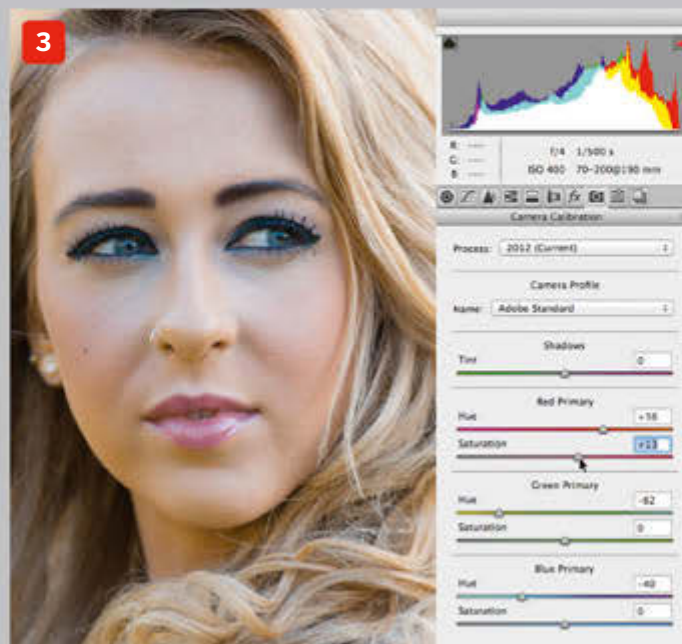 3
R: ---
G: ---
B: ---
f/4 1/500 s
ISO 400 70-200@190 mm
fx
Camera Calibration
Process: 2012 (Current)
Camera Profile
Name: Adobe Standard
Shadows
Tint 0
Red Primary
Hue
Saturation +13
Green Primary
Hue -82
Saturation 0
Blue Primary
Hue -40
Saturation 0